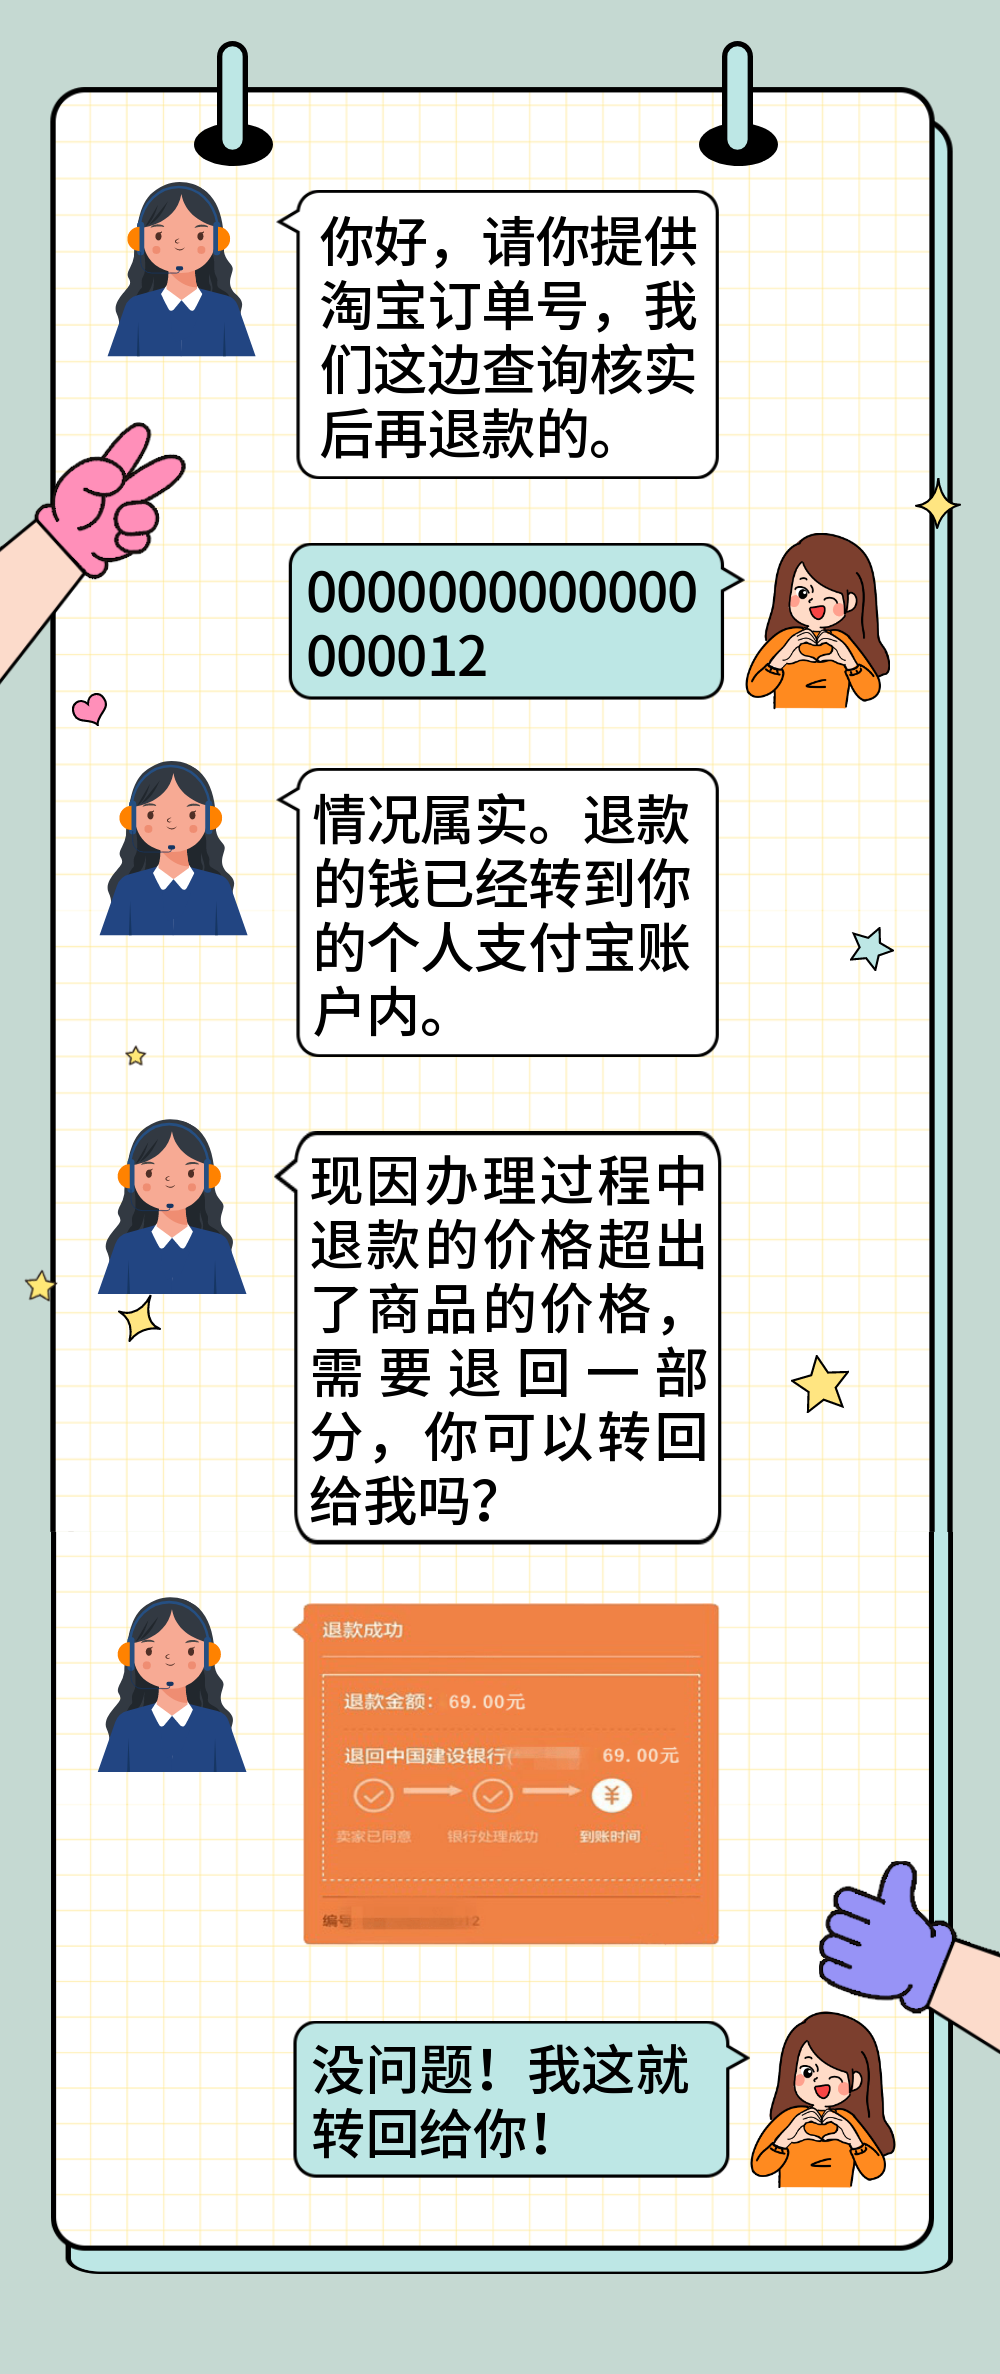 你好，请你提供
淘宝订单号，我
们这边查询核实
后再退款的。
0000000000000
000012
情况属实。退款
的钱已经转到你
的个人支付宝账
户内。
现因办理过程中
退款的价格超出
了商品的价格，
需要退回一部
分，你可以转回
给我吗？
退款成功
退款金额：69.00元
退回中国建设银行( 69.00元
卖家已同意 银行处理成功 到账时间
编号 12
没问题！我这就
转回给你！